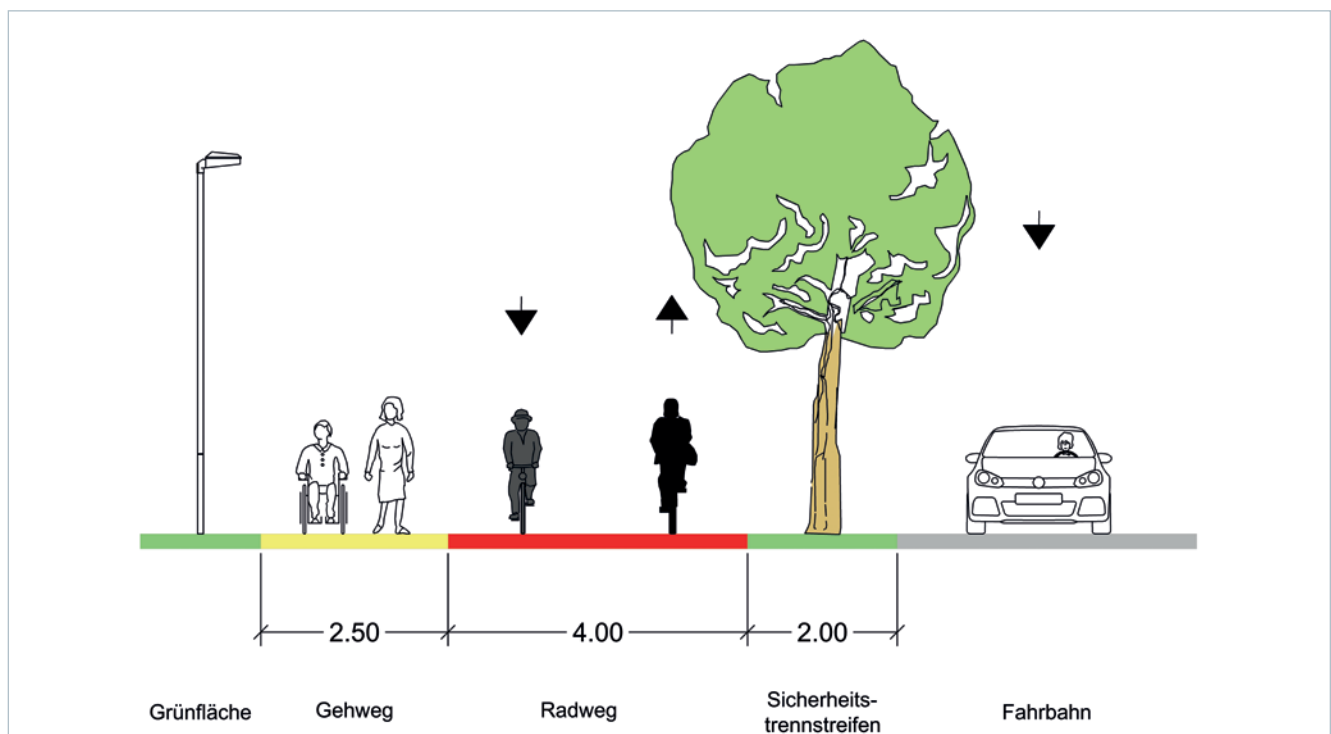 2.50 4.00 2.00
Grünfläche Gehweg Radweg Sicherheits-
trennstreifen Fahrbahn